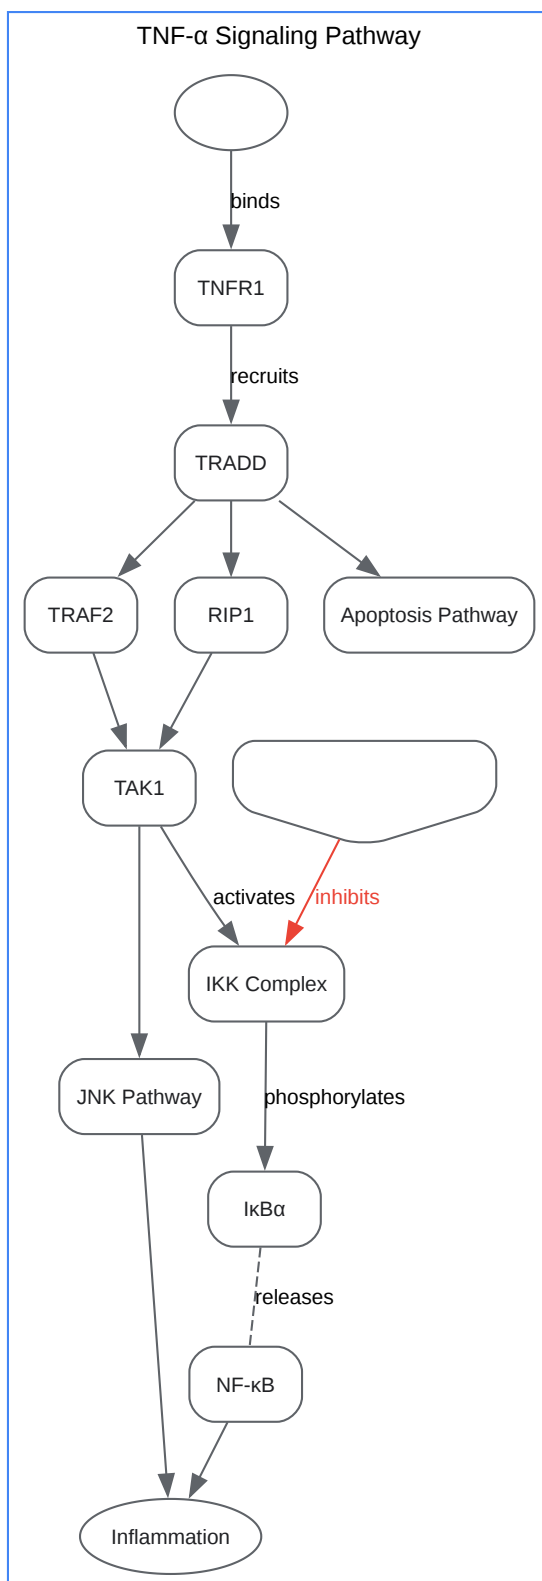 TNF-α Signaling Pathway
binds
TNFR1
recruits
TRADD
TRAF2
RIP1
Apoptosis Pathway
TAK1
activates
inhibits
IKK Complex
JNK Pathway
phosphorylates
IκBα
releases
NF-κB
Inflammation